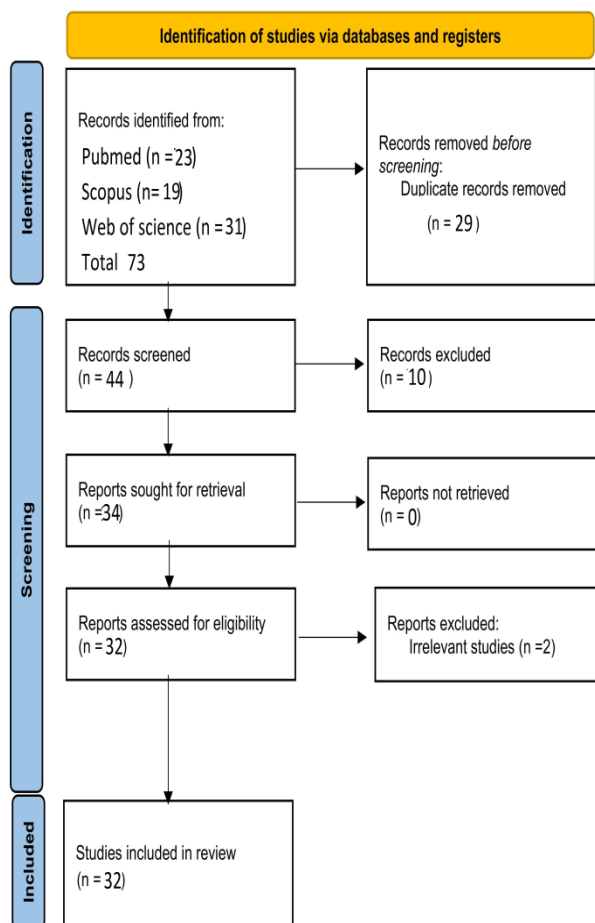 Identification of studies via databases and registers
Identification
Records identified from:
Pubmed (n = 23)
Scopus (n= 19)
Web of science (n = 31)
Total 73
Records removed before
screening:
Duplicate records removed
(n = 29 )
Screening
Records screened
(n = 44 )
Records excluded
(n = 10)
Reports sought for retrieval
(n =34)
Reports not retrieved
(n = 0)
Reports assessed for eligibility
(n = 32)
Reports excluded:
Irrelevant studies (n =2)
Included
Studies included in review
(n = 32)